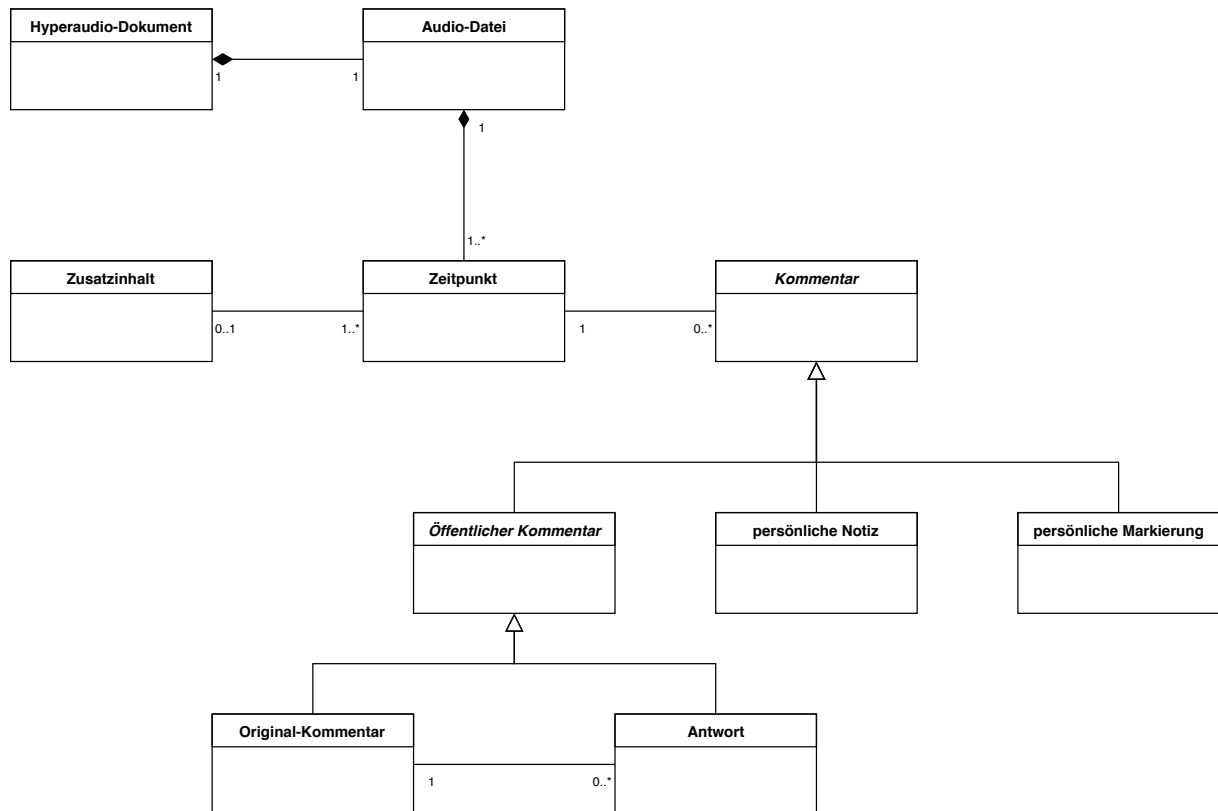 Hyperaudio-Dokument
Audio-Datei
1
1
1
1..*
Zusatzinhalt
Zeitpunkt
Kommentar
0..1
1..*
1
0..*
Öffentlicher Kommentar
persönliche Notiz
persönliche Markierung
Original-Kommentar
Antwort
1
0..*